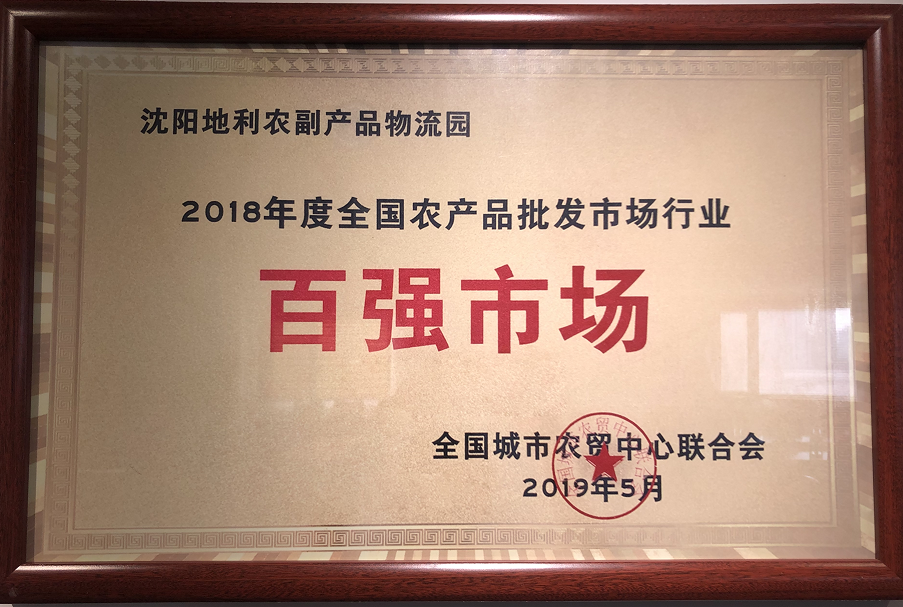 沈阳地利农副产品物流园
2018年度全国农产品批发市场行业
百强市场
全国城市农贸中心联合会
2019年5月